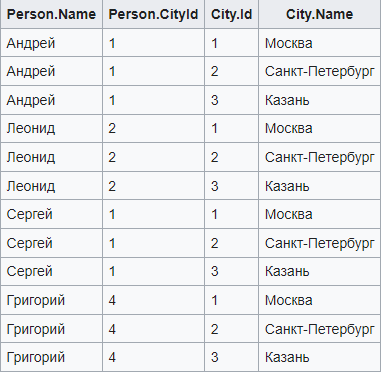 Person.Name Person.CityId City.Id City.Name
Андрей 1 1 Москва
Андрей 1 2 Санкт-Петербург
Андрей 1 3 Казань
Леонид 2 1 Москва
Леонид 2 2 Санкт-Петербург
Леонид 2 3 Казань
Сергей 1 1 Москва
Сергей 1 2 Санкт-Петербург
Сергей 1 3 Казань
Григорий 4 1 Москва
Григорий 4 2 Санкт-Петербург
Григорий 4 3 Казань